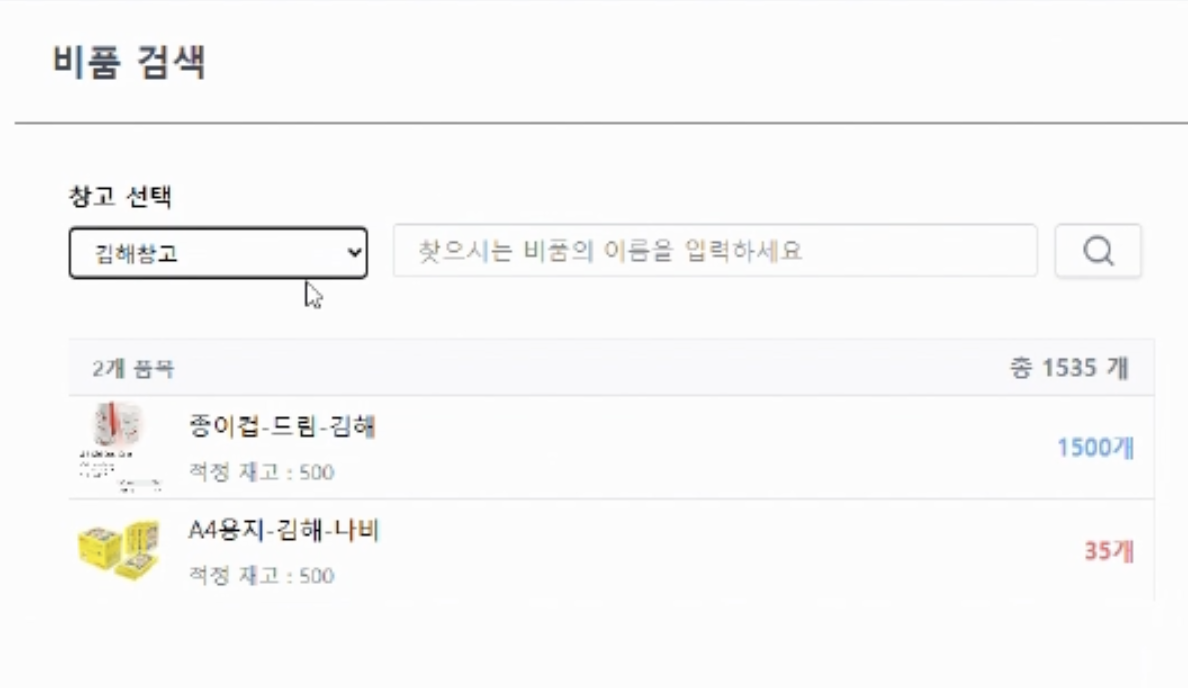 비품 검색
창고 선택
김해창고
찾으시는 비품의 이름을 입력하세요
2개 품목
총 1535 개
종이컵-드림-김해
1500개
적정 재고 : 500
A4용지-김해-나비
35개
적정 재고 : 500